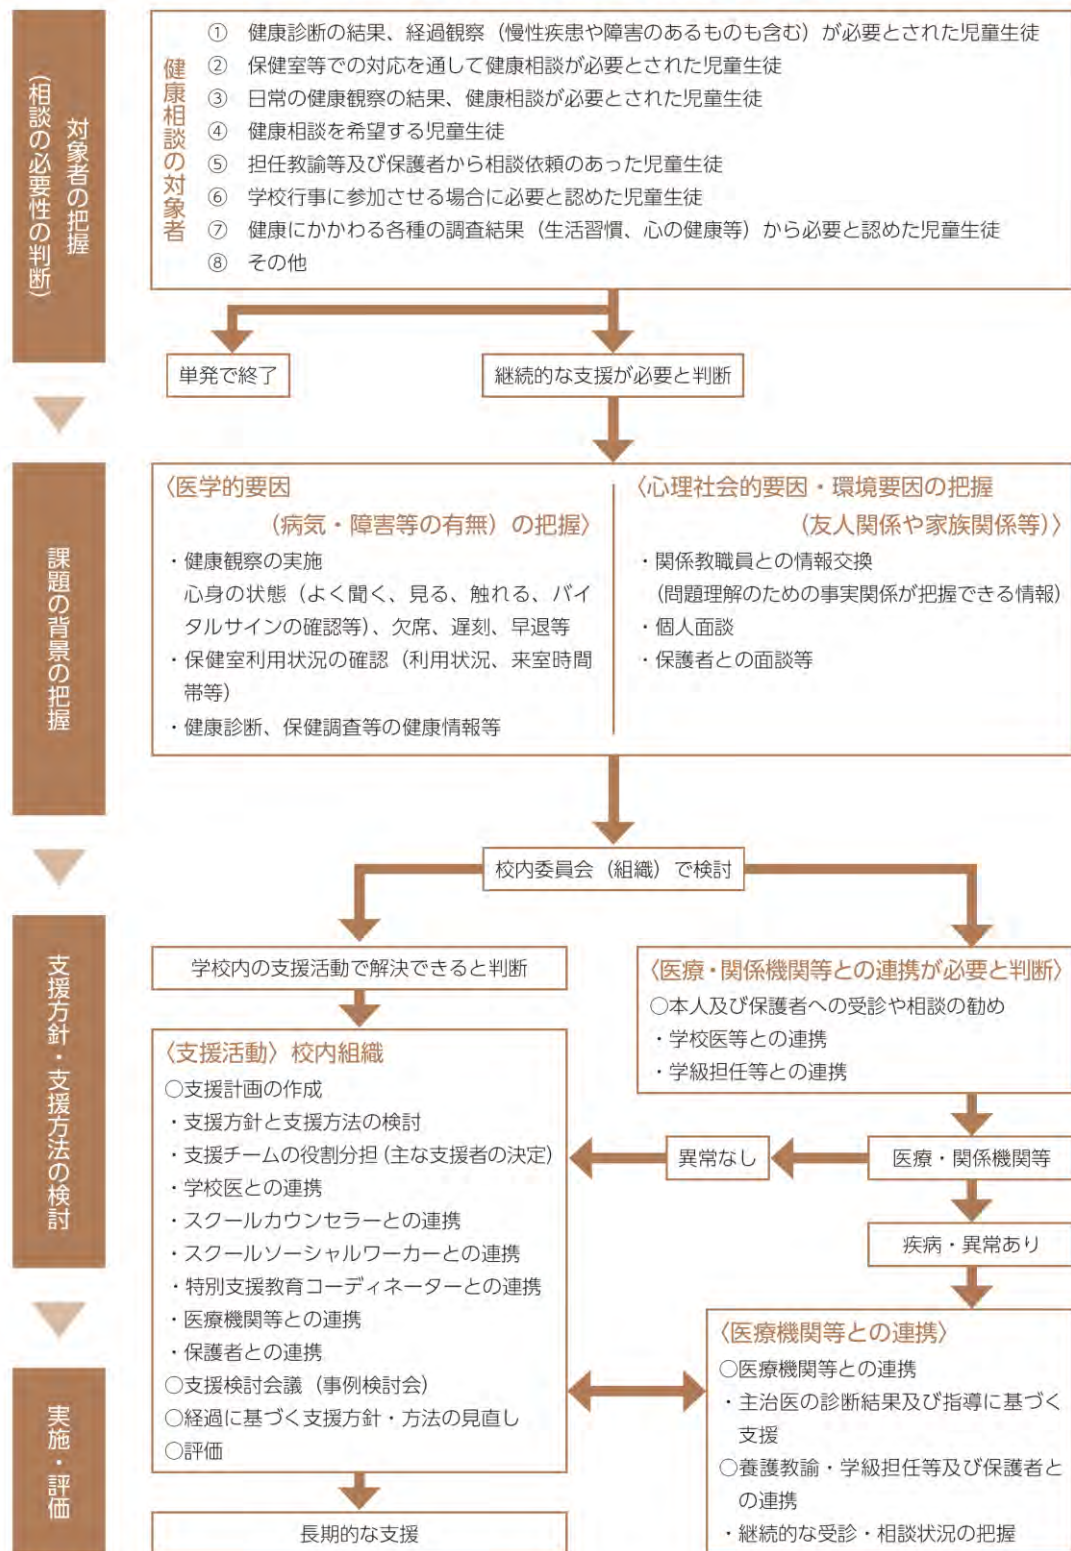 対象者の把握
(相談の必要性の判断)
健康相談の対象者
① 健康診断の結果、経過観察（慢性疾患や障害のあるものも含む）が必要とされた児童生徒
② 保健室等での対応を通して健康相談が必要とされた児童生徒
③ 日常の健康観察の結果、健康相談が必要とされた児童生徒
④ 健康相談を希望する児童生徒
⑤ 担任教諭等及び保護者から相談依頼のあった児童生徒
⑥ 学校行事に参加させる場合に必要と認めた児童生徒
⑦ 健康にかかわる各種の調査結果（生活習慣、心の健康等）から必要と認めた児童生徒
⑧ その他
単発で終了
継続的な支援が必要と判断
課題の背景の把握
〈医学的要因
（病気・障害等の有無）の把握〉
・健康観察の実施
心身の状態（よく聞く、見る、触れる、バイ
タルサインの確認等）、欠席、遅刻、早退等
・保健室利用状況の確認（利用状況、来室時間
帯等）
・健康診断、保健調査等の健康情報等
〈心理社会的要因・環境要因の把握
（友人関係や家族関係等）〉
・関係教職員との情報交換
(問題理解のための事実関係が把握できる情報)
・個人面談
・保護者との面談等
校内委員会（組織）で検討
支援方針・支援方法の検討
学校内の支援活動で解決できると判断
〈支援活動〉校内組織
○支援計画の作成
・支援方針と支援方法の検討
・支援チームの役割分担(主な支援者の決定)
・学校医との連携
・スクールカウンセラーとの連携
・スクールソーシャルワーカーとの連携
・特別支援教育コーディネーターとの連携
・医療機関等との連携
・保護者との連携
○支援検討会議（事例検討会）
○経過に基づく支援方針・方法の見直し
○評価
〈医療・関係機関等との連携が必要と判断〉
○本人及び保護者への受診や相談の勧め
・学校医等との連携
・学級担任等との連携
異常なし
医療・関係機関等
疾病・異常あり
実施・評価
〈医療機関等との連携〉
○医療機関等との連携
・主治医の診断結果及び指導に基づく
支援
○養護教諭・学級担任等及び保護者と
の連携
・継続的な受診・相談状況の把握
長期的な支援